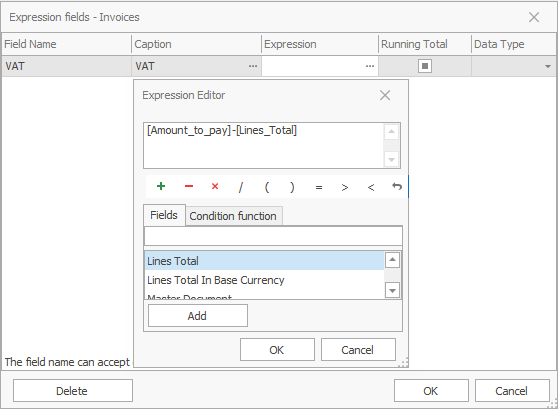 Expression fields - Invoices
Field Name Caption Expression Running Total Data Type
VAT VAT ... ...
Expression Editor
[Amount_to_pay]-[Lines_Total]
+ − × / ( ) = > <
Fields Condition function
Lines Total
Lines Total In Base Currency
Master Document
Add
OK Cancel
The field name can accept
Delete OK Cancel